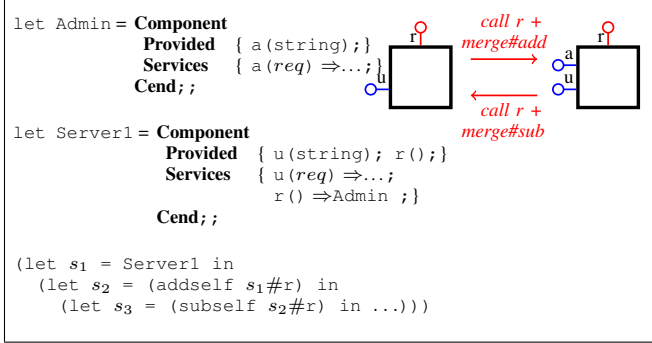 let Admin = Component
Provided { a(string);}
Services { a(req) ⇒...;}
Cend;;
r
u
call r +
merge#add
call r +
merge#sub
r
a
u
let Server1 = Component
Provided { u(string); r();}
Services { u(req) ⇒...;
r() ⇒Admin ;}
Cend;;
(let s₁ = Server1 in
(let s₂ = (addself s₁#r) in
(let s₃ = (subself s₂#r) in ...)))